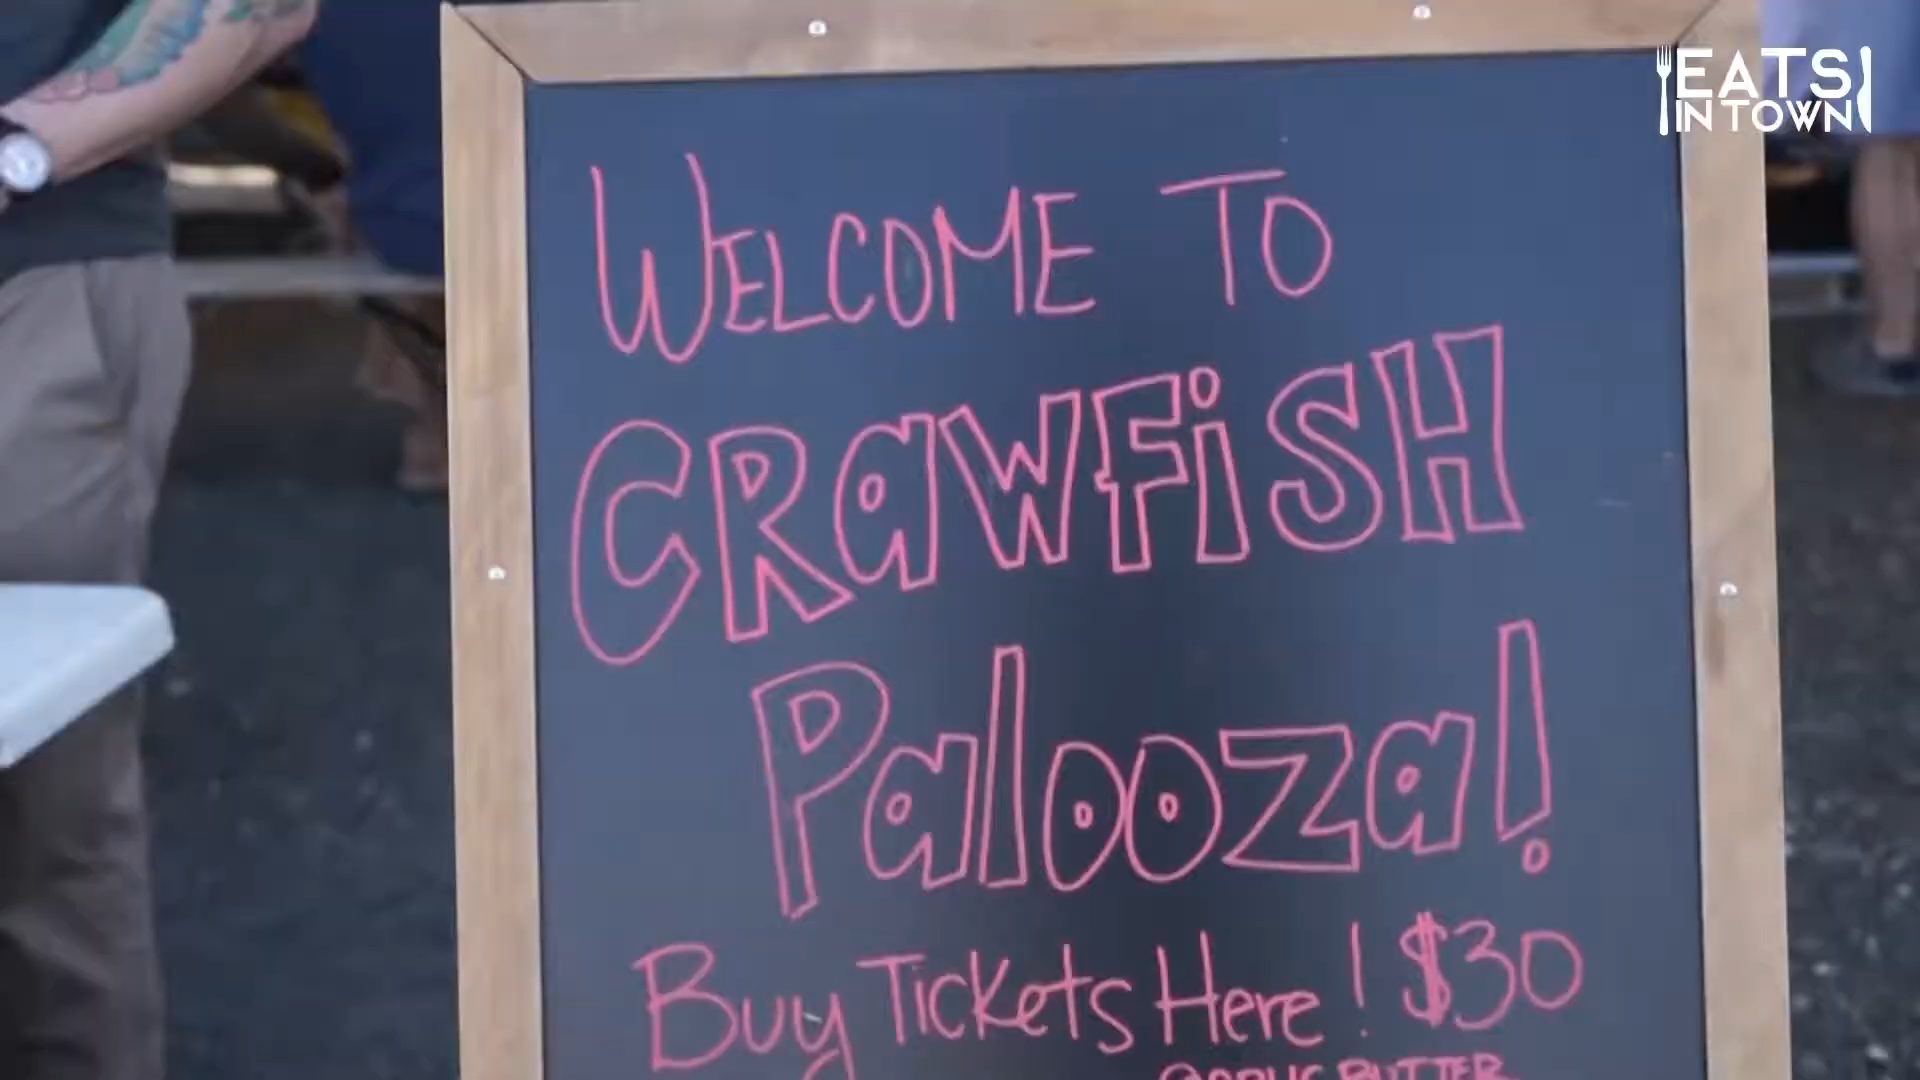 EATS
IN TOWN
WELCOME TO
CRaWFiSH
Palooza!
Buy Tickets Here! $30